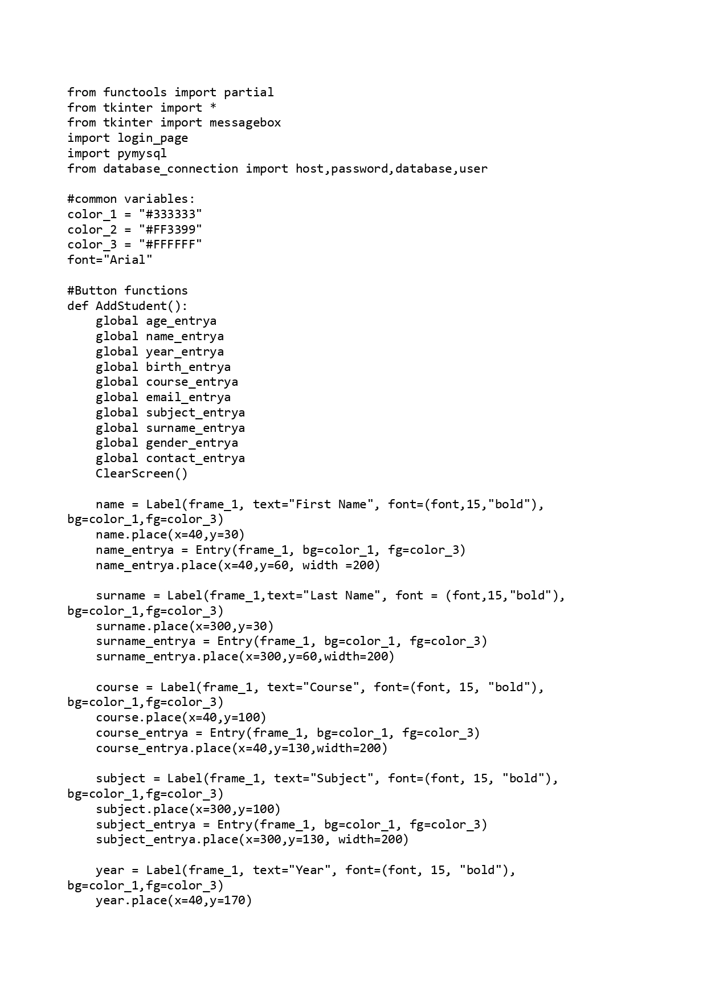 from functools import partial
from tkinter import *
from tkinter import messagebox
import login_page
import pymysql
from database_connection import host,password,database,user

#common variables:
color_1 = "#333333"
color_2 = "#FF3399"
color_3 = "#FFFFFF"
font="Arial"

#Button functions
def AddStudent():
    global age_entrya
    global name_entrya
    global year_entrya
    global birth_entrya
    global course_entrya
    global email_entrya
    global subject_entrya
    global surname_entrya
    global gender_entrya
    global contact_entrya
    ClearScreen()

    name = Label(frame_1, text="First Name", font=(font,15,"bold"),
bg=color_1,fg=color_3)
    name.place(x=40,y=30)
    name_entrya = Entry(frame_1, bg=color_1, fg=color_3)
    name_entrya.place(x=40,y=60, width =200)

    surname = Label(frame_1,text="Last Name", font = (font,15,"bold"),
bg=color_1,fg=color_3)
    surname.place(x=300,y=30)
    surname_entrya = Entry(frame_1, bg=color_1, fg=color_3)
    surname_entrya.place(x=300,y=60,width=200)

    course = Label(frame_1, text="Course", font=(font, 15, "bold"),
bg=color_1,fg=color_3)
    course.place(x=40,y=100)
    course_entrya = Entry(frame_1, bg=color_1, fg=color_3)
    course_entrya.place(x=40,y=130,width=200)

    subject = Label(frame_1, text="Subject", font=(font, 15, "bold"),
bg=color_1,fg=color_3)
    subject.place(x=300,y=100)
    subject_entrya = Entry(frame_1, bg=color_1, fg=color_3)
    subject_entrya.place(x=300,y=130, width=200)

    year = Label(frame_1, text="Year", font=(font, 15, "bold"),
bg=color_1,fg=color_3)
    year.place(x=40,y=170)